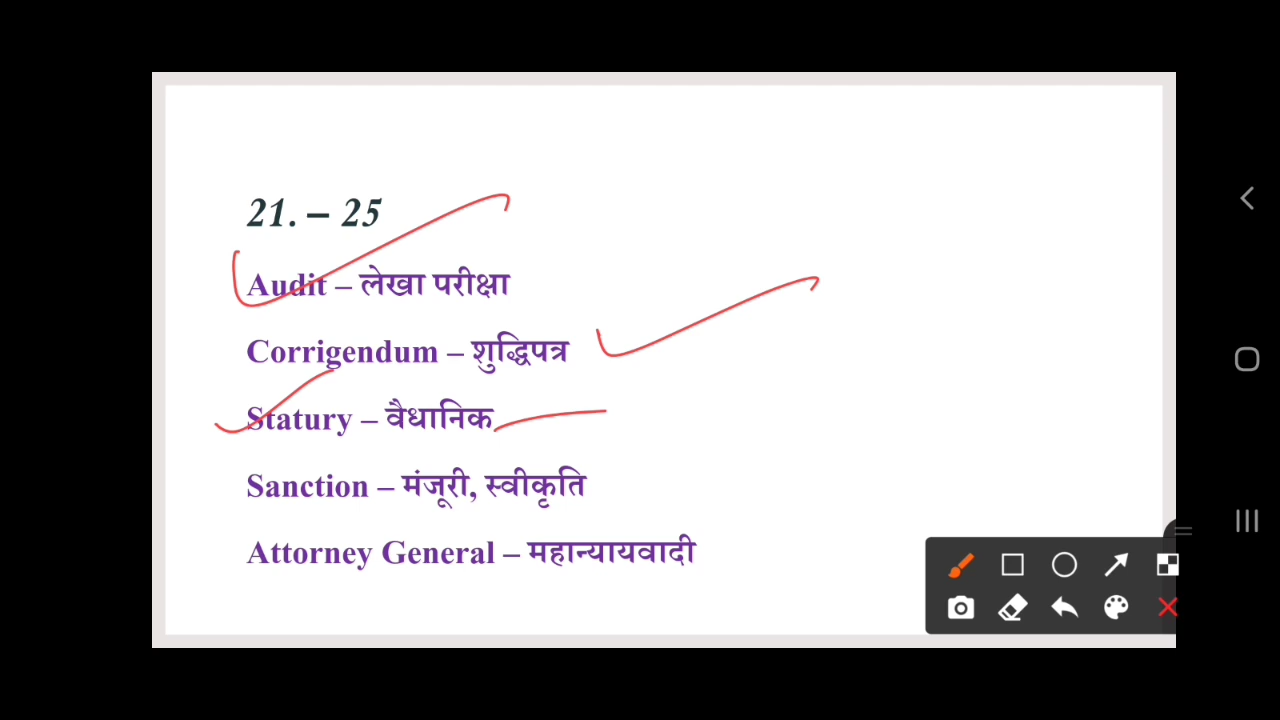 21. – 25
Audit – लेखा परीक्षा
Corrigendum – शुद्धिपत्र
Statury – वैधानिक
Sanction – मंजूरी, स्वीकृति
Attorney General – महान्यायवादी